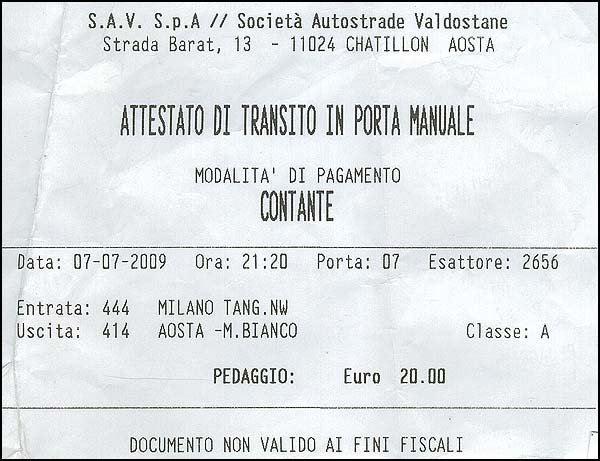 S.A.V. S.p.A // Società Autostrade Valdostane
Strada Barat, 13 - 11024 CHATILLON AOSTA
ATTESTATO DI TRANSITO IN PORTA MANUALE
MODALITA' DI PAGAMENTO
CONTANTE
Data: 07-07-2009 Ora: 21:20 Porta: 07 Esattore: 2656
Entrata: 444 MILANO TANG.NW
Uscita: 414 AOSTA -M.BIANCO Classe: A
PEDAGGIO: Euro 20.00
DOCUMENTO NON VALIDO AI FINI FISCALI